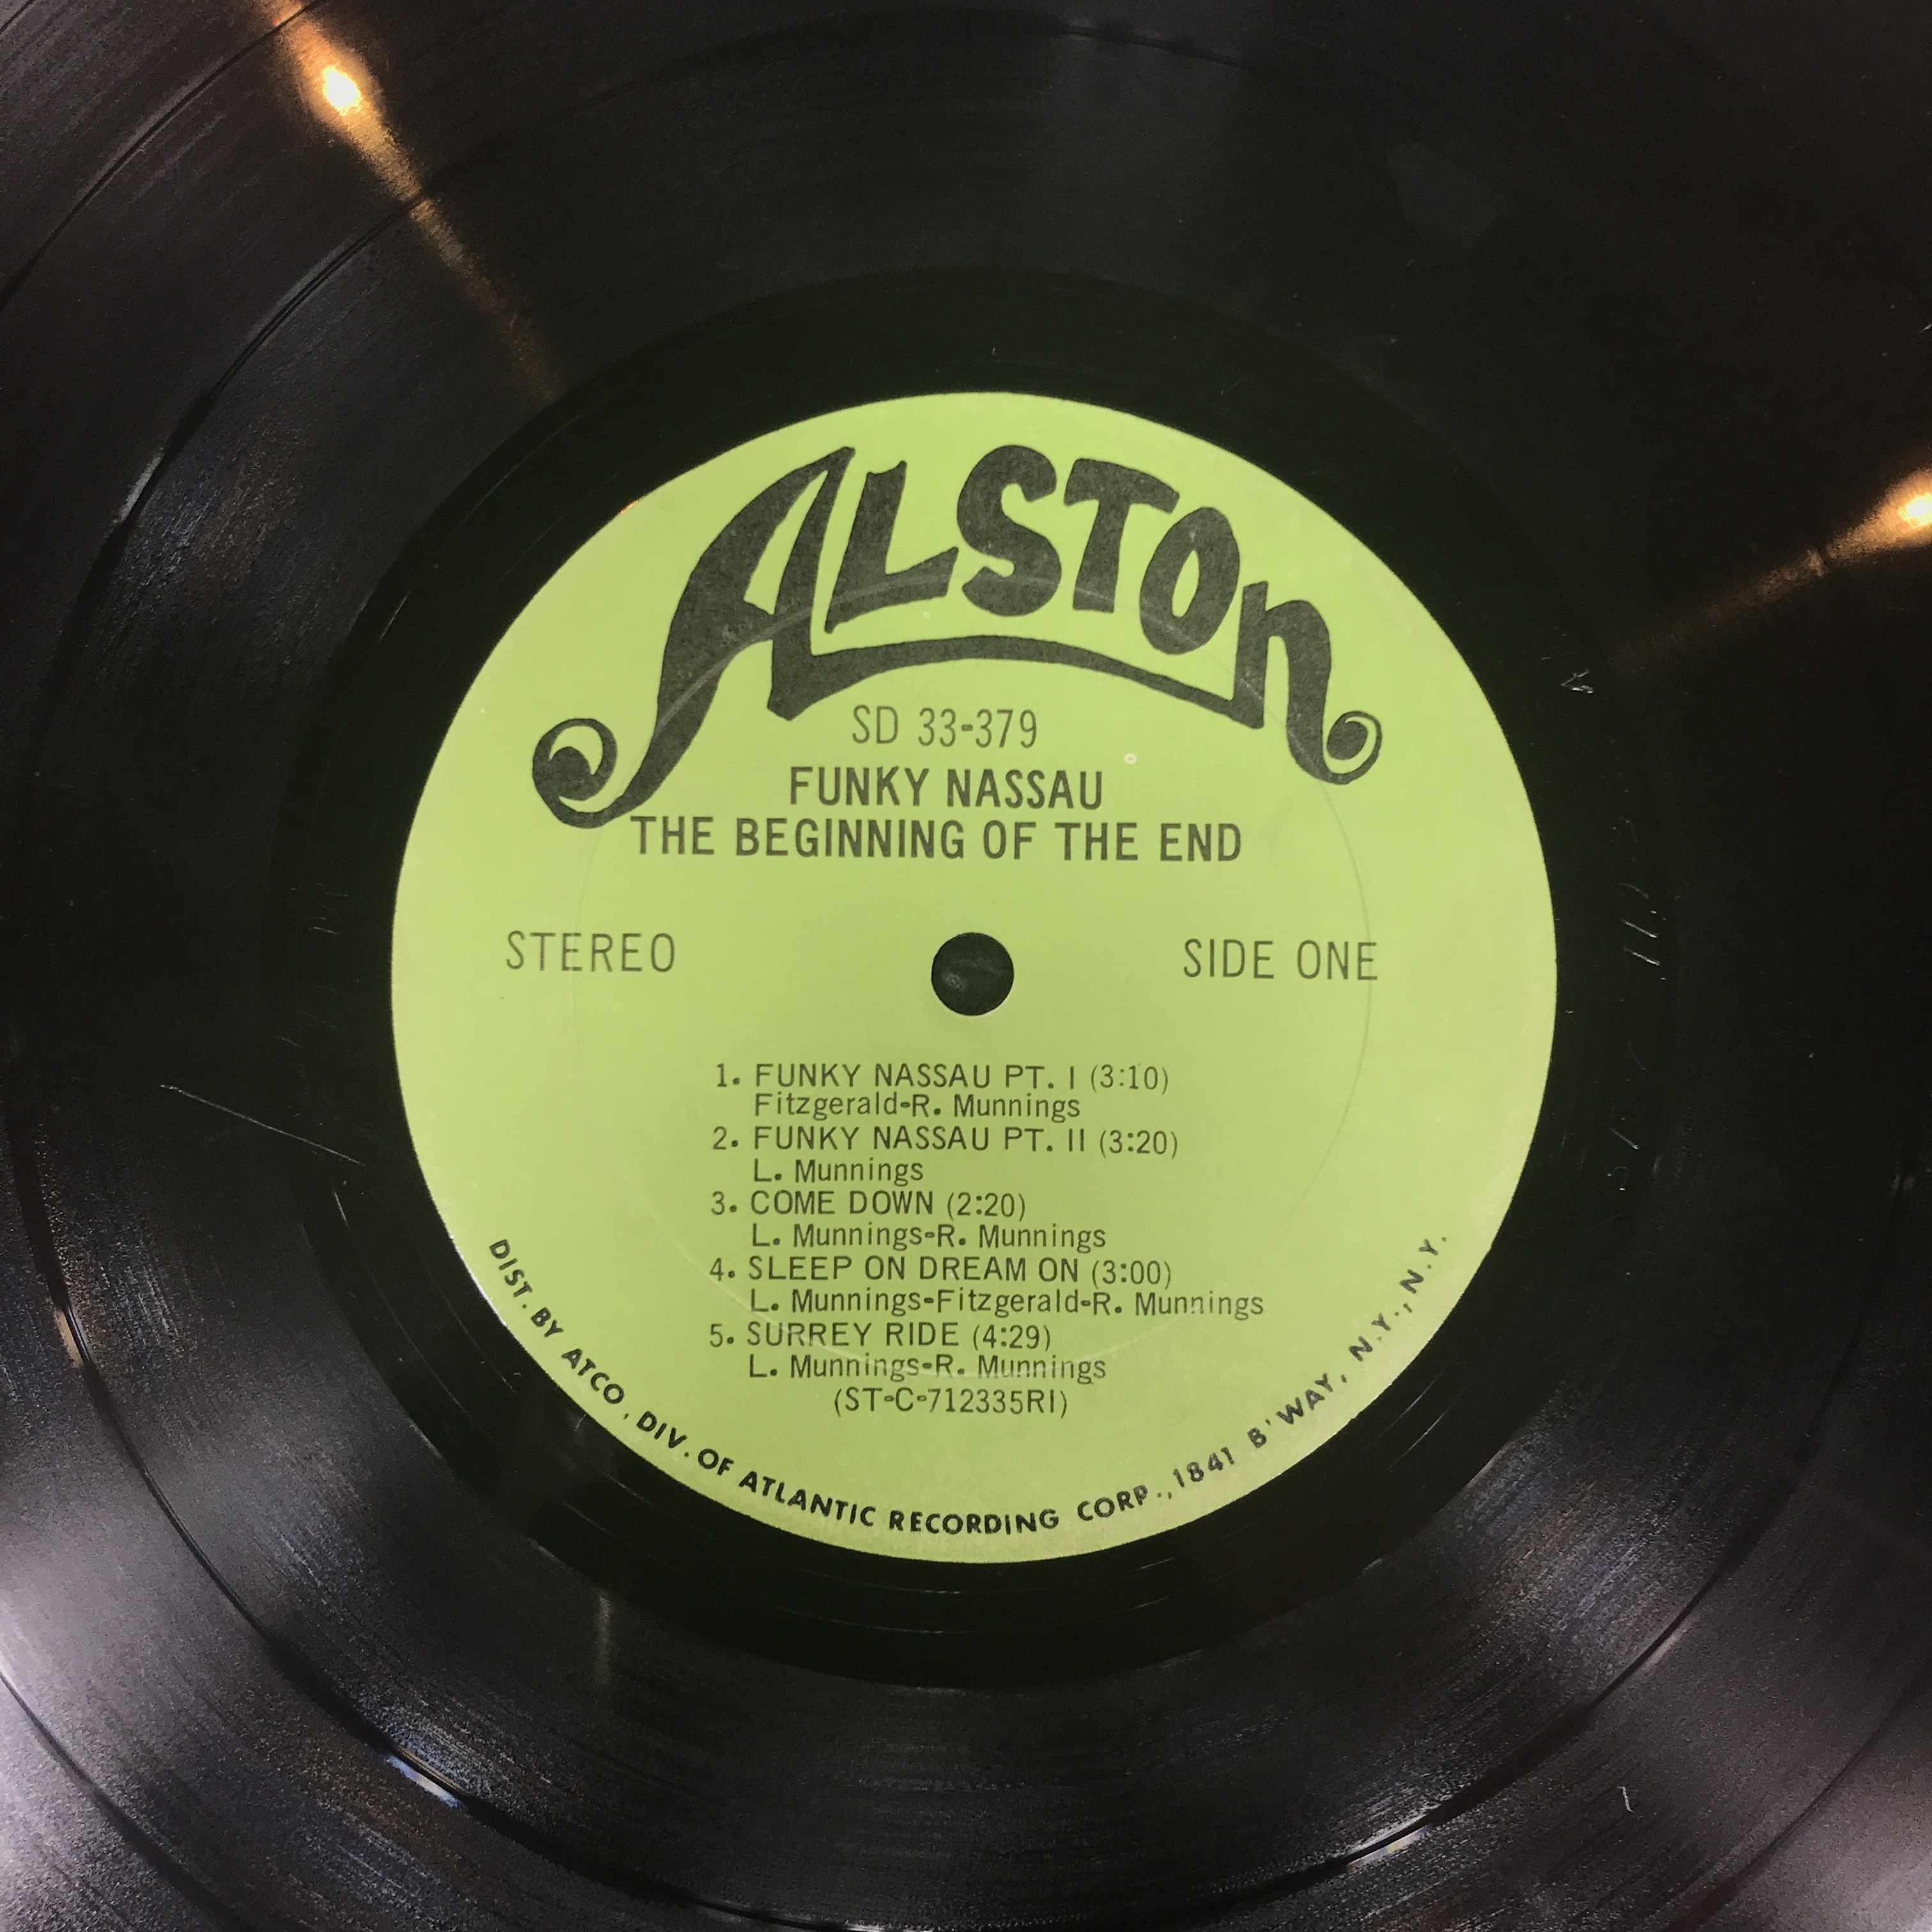 ALSTOn
SD 33-379
FUNKY NASSAU
THE BEGINNING OF THE END
STEREO
SIDE ONE
1. FUNKY NASSAU PT. I (3:10)
Fitzgerald-R. Munnings
2. FUNKY NASSAU PT. II (3:20)
L. Munnings
3. COME DOWN (2:20)
L. Munnings-R. Munnings
4. SLEEP ON DREAM ON (3:00)
L. Munnings-Fitzgerald-R. Munnings
5. SURREY RIDE (4:29)
L. Munnings-R. Munnings
(ST-C-712335RI)
DIST. BY ATCO, DIV. OF ATLANTIC RECORDING CORP., 1841 B'WAY, N.Y., N.Y.